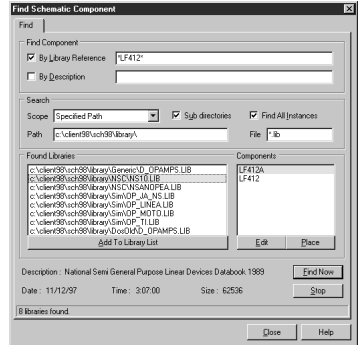 Find Schematic Component
Find
Find Component
By Library Reference
*LF412*
By Description
Search
Scope Specified Path
Sub directories
Find All Instances
Path c:\client98\sch98\library\
File *.lib
Found Libraries
c:\client98\sch98\library\Generic\D_OPAMPS.LIB
c:\client98\sch98\library\NSC\NS10.LIB
c:\client98\sch98\library\NSC\NSANOPEA.LIB
c:\client98\sch98\library\Sim\OP_JA_NS.LIB
c:\client98\sch98\library\Sim\OP_LINEA.LIB
c:\client98\sch98\library\Sim\OP_MOTO.LIB
c:\client98\sch98\library\Sim\OP_TI.LIB
c:\client98\sch98\library\DosOld\D_OPAMPS.LIB
Add To Library List
Components
LF412A
LF412
Edit Place
Description : National Semi General Purpose Linear Devices Databook 1989
Find Now
Date : 11/12/97 Time : 3:07:00 Size : 62536
Stop
8 libraries found.
Close Help